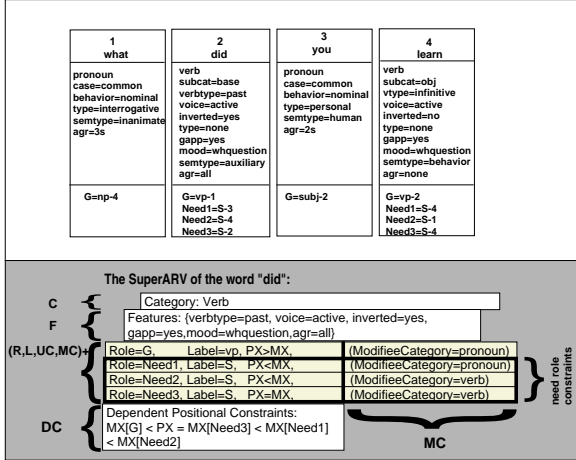 1
what
pronoun
case=common
behavior=nominal
type=interrogative
semtype=inanimate
agr=3s
G=np-4
2
did
verb
subcat=base
verbtype=past
voice=active
inverted=yes
type=none
gapp=yes
mood=whquestion
semtype=auxiliary
agr=all
G=vp-1
Need1=S-3
Need2=S-4
Need3=S-2
3
you
pronoun
case=common
behavior=nominal
type=personal
semtype=human
agr=2s
G=subj-2
4
learn
verb
subcat=obj
vtype=infinitive
voice=active
inverted=no
type=none
gapp=yes
mood=whquestion
semtype=behavior
agr=none
G=vp-2
Need1=S-4
Need2=S-1
Need3=S-4
The SuperARV of the word "did":
C Category: Verb
F Features: {verbtype=past, voice=active, inverted=yes,
gapp=yes,mood=whquestion,agr=all}
(R,L,UC,MC)+ Role=G, Label=vp, PX>MX, (ModifieeCategory=pronoun)
Role=Need1, Label=S, PX<MX, (ModifieeCategory=pronoun)
Role=Need2, Label=S, PX<MX, (ModifieeCategory=verb)
Role=Need3, Label=S, PX=MX, (ModifieeCategory=verb)
need role
constraints
DC Dependent Positional Constraints:
MX[G] < PX = MX[Need3] < MX[Need1]
< MX[Need2]
MC